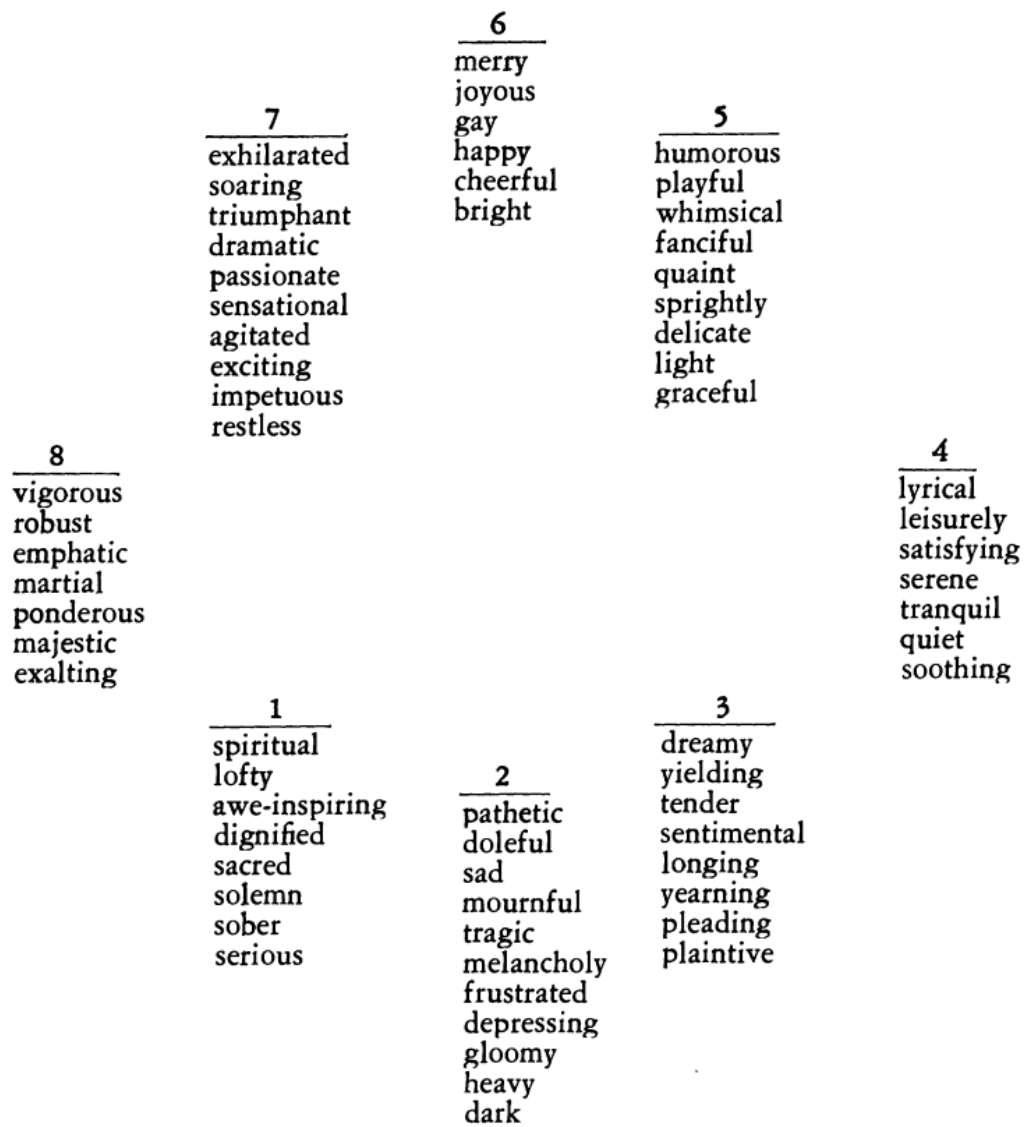 6
merry
joyous
gay
happy
cheerful
bright
7
exhilarated
soaring
triumphant
dramatic
passionate
sensational
agitated
exciting
impetuous
restless
5
humorous
playful
whimsical
fanciful
quaint
sprightly
delicate
light
graceful
8
vigorous
robust
emphatic
martial
ponderous
majestic
exalting
4
lyrical
leisurely
satisfying
serene
tranquil
quiet
soothing
1
spiritual
lofty
awe-inspiring
dignified
sacred
solemn
sober
serious
2
pathetic
doleful
sad
mournful
tragic
melancholy
frustrated
depressing
gloomy
heavy
dark
3
dreamy
yielding
tender
sentimental
longing
yearning
pleading
plaintive